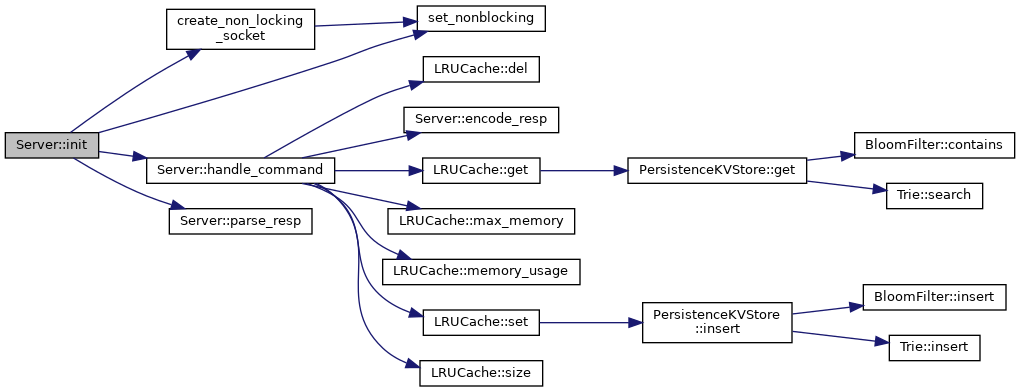 Server::init
create_non_locking
_socket
Server::handle_command
Server::parse_resp
set_nonblocking
LRUCache::del
Server::encode_resp
LRUCache::get
LRUCache::max_memory
LRUCache::memory_usage
LRUCache::set
LRUCache::size
PersistenceKVStore::get
PersistenceKVStore
::insert
BloomFilter::contains
Trie::search
BloomFilter::insert
Trie::insert